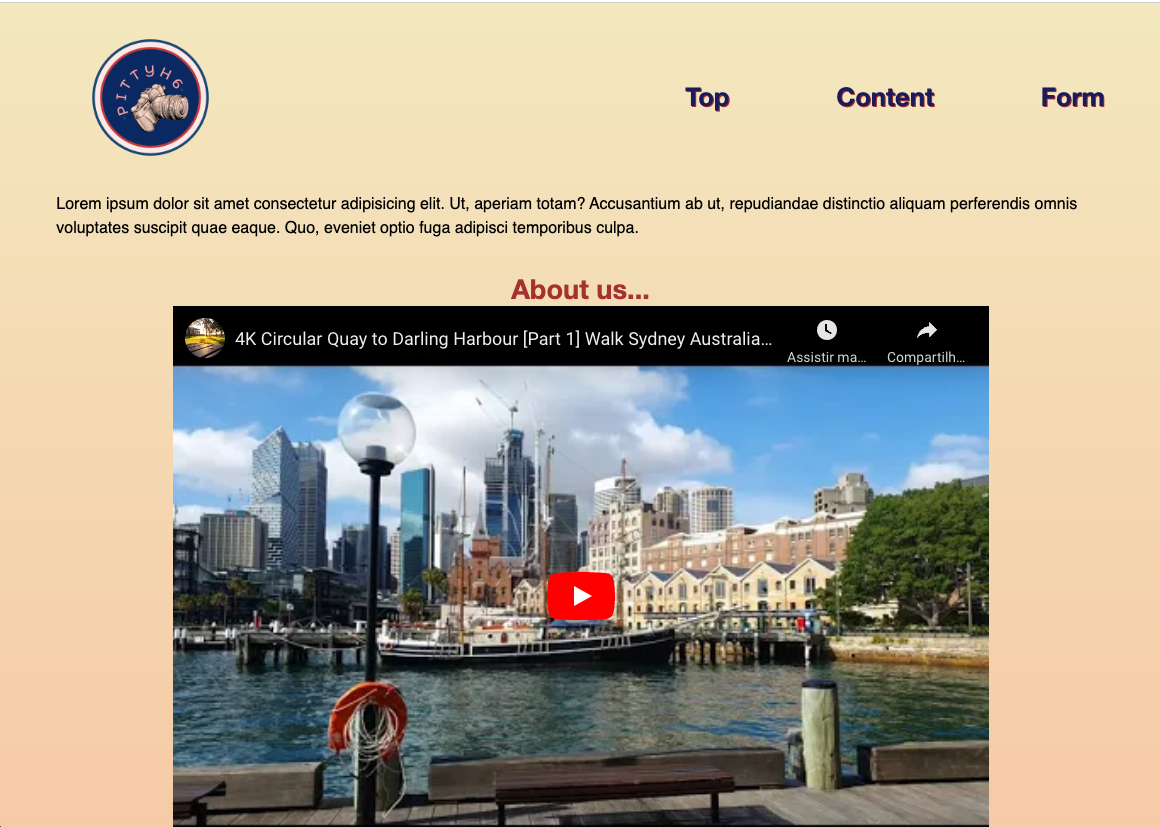 PITTYH6
Top Content Form
Lorem ipsum dolor sit amet consectetur adipisicing elit. Ut, aperiam totam? Accusantium ab ut, repudiandae distinctio aliquam perferendis omnis
voluptates suscipit quae eaque. Quo, eveniet optio fuga adipisci temporibus culpa.
About us...
4K Circular Quay to Darling Harbour [Part 1] Walk Sydney Australia...
Assistir ma... Compartilh...